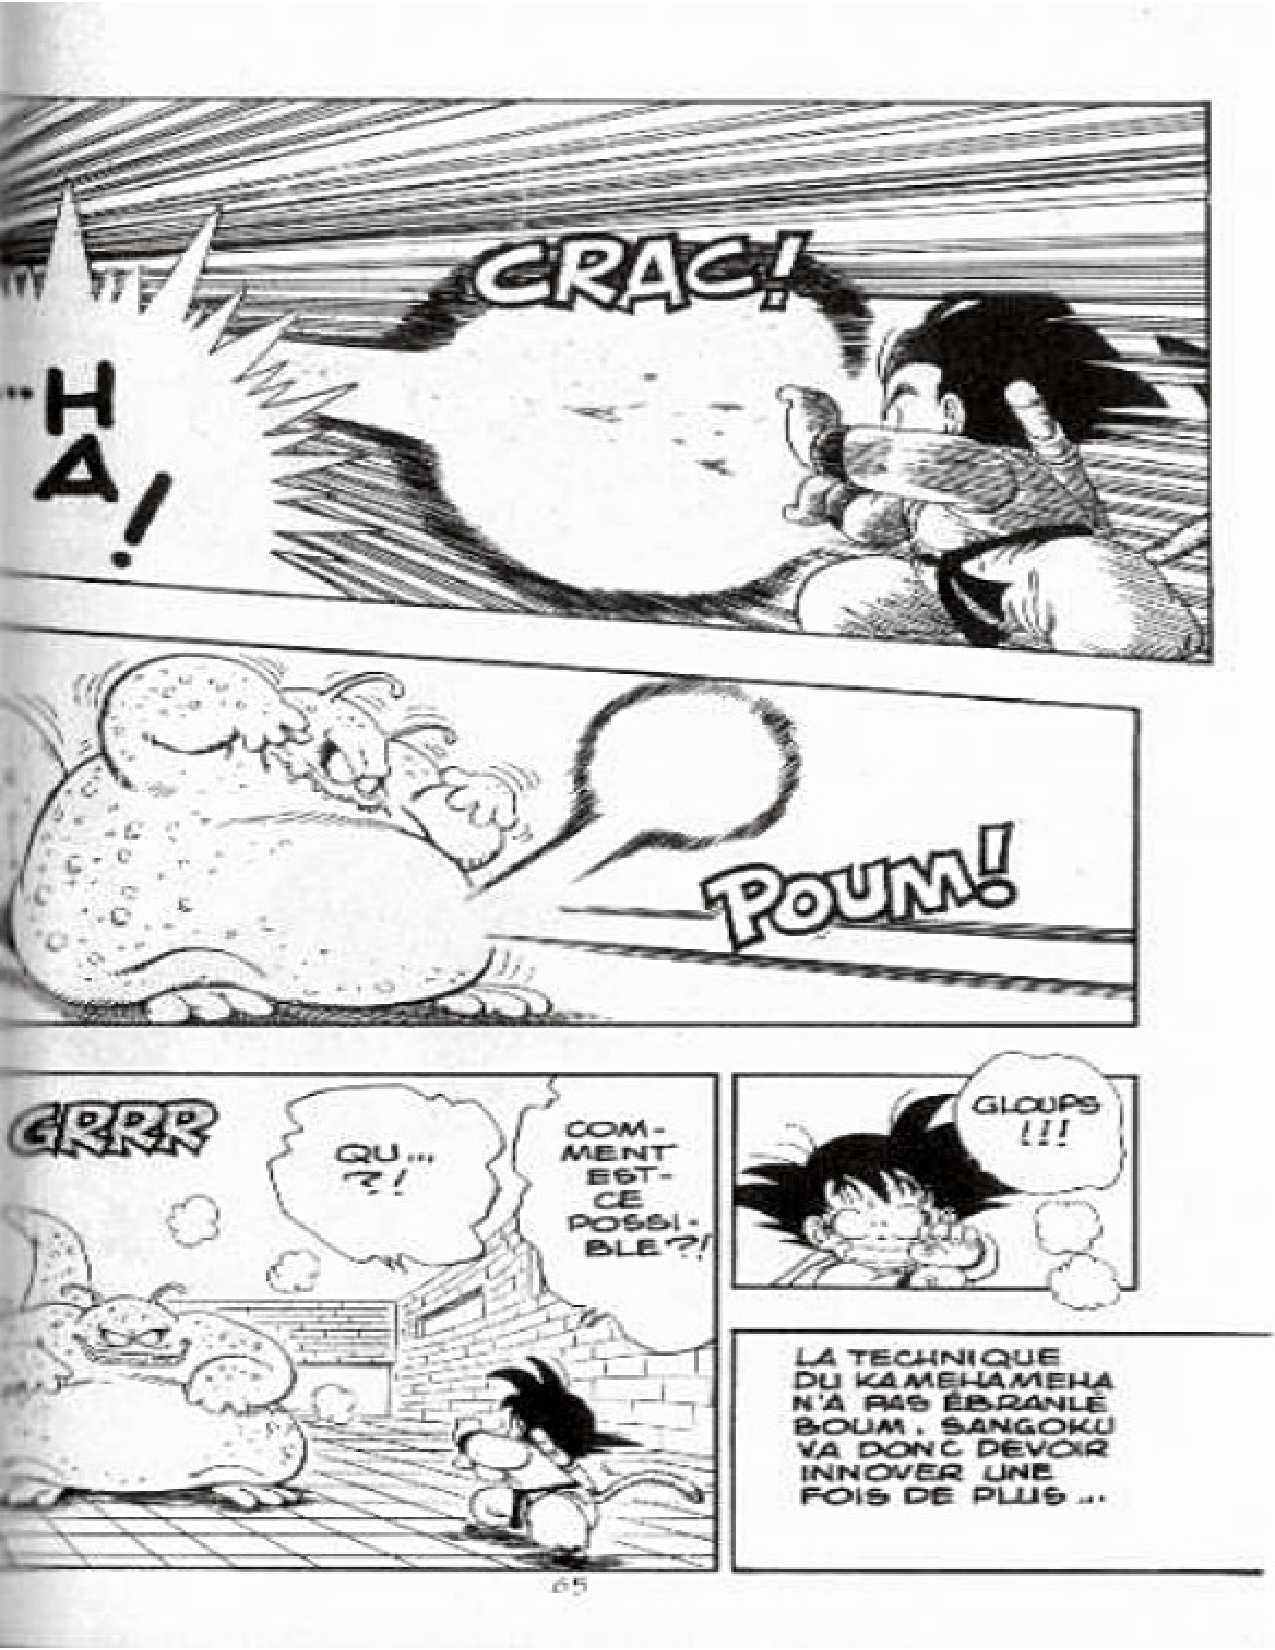 CRAC!
...HA!
POUM!
GRRR
QU...
?!
COM-
MENT
EST-
CE
POSSI-
BLE?!
GLOUPS
!!!
LA TECHNIQUE
DU KAMEHAMEHA
N'A PAS ÉBRANLÉ
BOUM. SANGOKU
VA DONC DEVOIR
INNOVER UNE
FOIS DE PLUS...
65